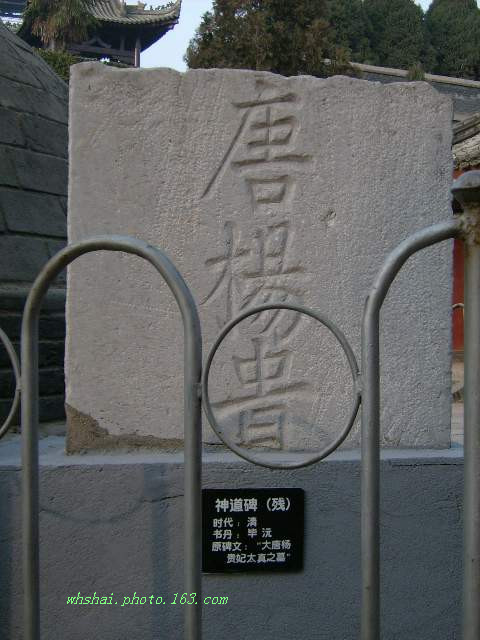 唐
楊
貴
神道碑（残）
时代：清
书丹：毕 沅
原碑文：“大唐杨
贵妃太真之墓”
whshai.photo.163.com